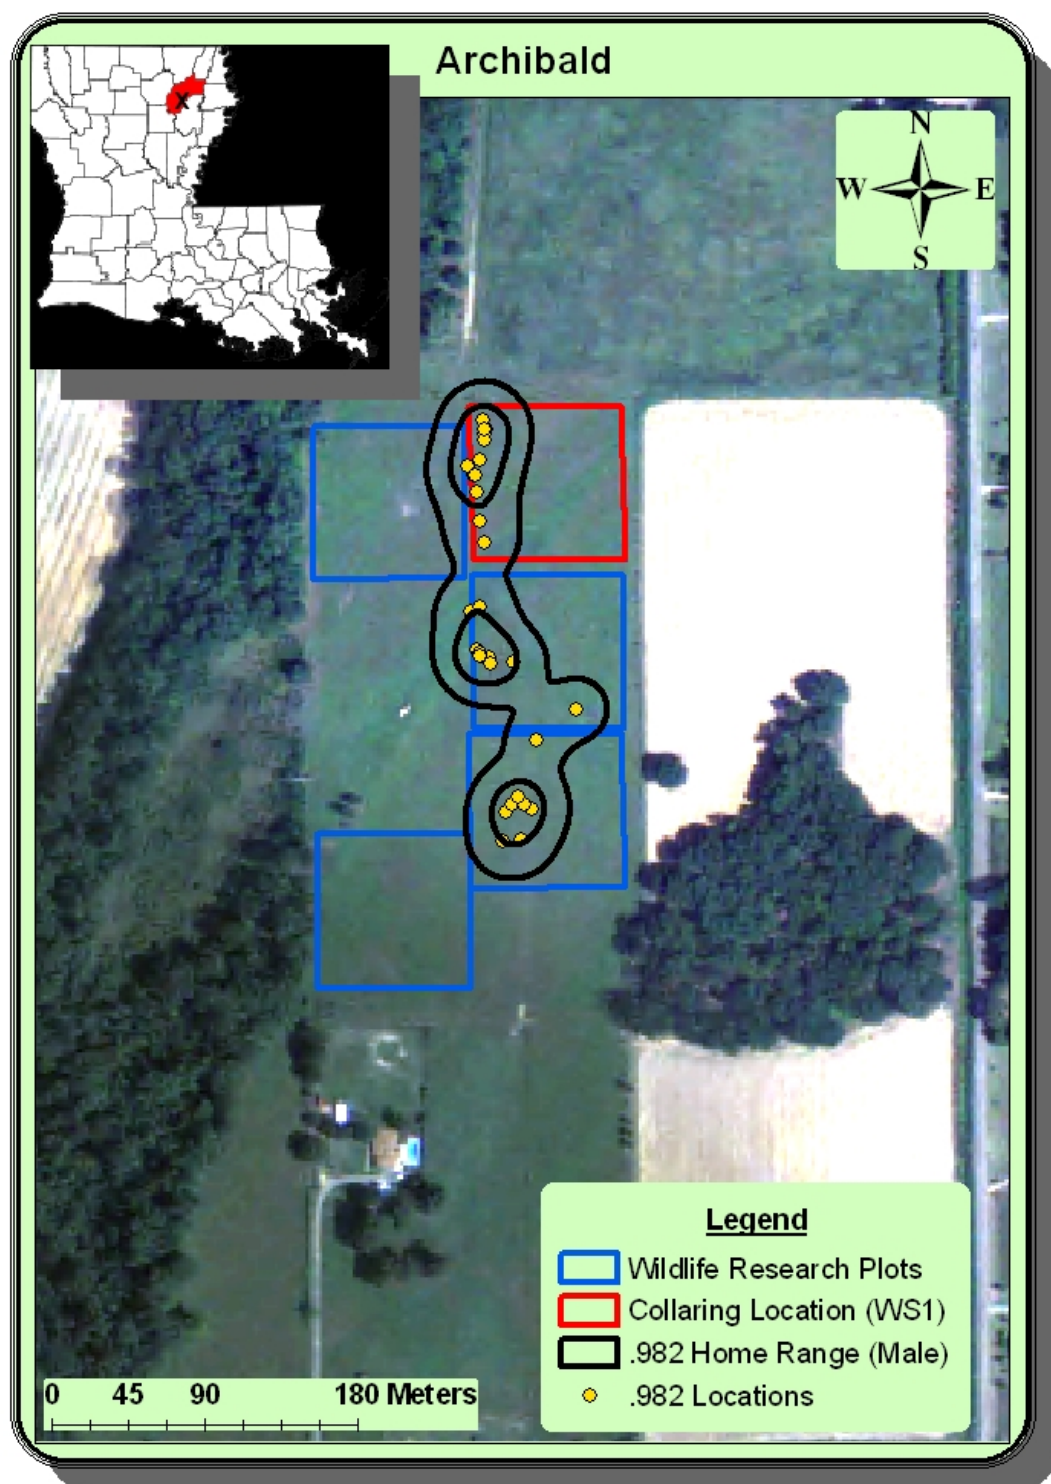 Archibald
X
N
W E
S
Legend
Wildlife Research Plots
Collaring Location (WS1)
.982 Home Range (Male)
.982 Locations
0 45 90 180 Meters